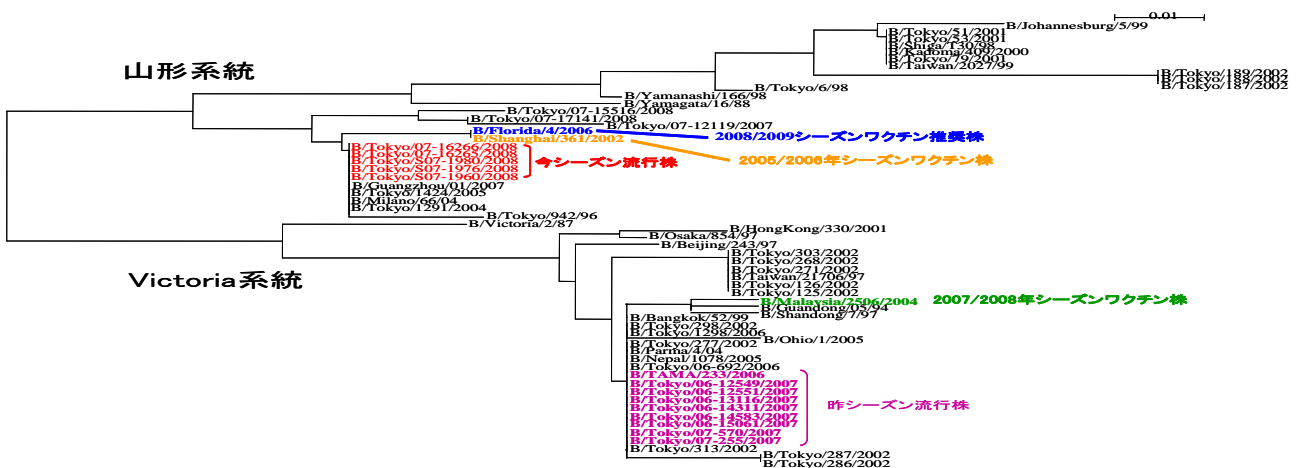 0.01
B/Johannesburg/5/99
B/Tokyo/51/2001
B/Tokyo/53/2001
B/Shiga/T30/98
B/Kadoma/409/2000
B/Tokyo/79/2001
B/Taiwan/2027/99
山形系統
B/Tokyo/189/2002
B/Tokyo/188/2002
B/Tokyo/187/2002
B/Tokyo/6/98
B/Yamanashi/166/98
B/Yamagata/16/88
B/Tokyo/07-15516/2008
B/Tokyo/07-17141/2008
B/Tokyo/07-12119/2007
B/Florida/4/2006
2008/2009シーズンワクチン推奨株
B/Shanghai/361/2002
2005/2006年シーズンワクチン株
B/Tokyo/07-16266/2008
B/Tokyo/S07-1980/2008
B/Tokyo/S07-1976/2008
B/Tokyo/S07-1960/2008
今シーズン流行株
B/Guangzhou/01/2007
B/Tokyo/1424/2005
B/Milano/66/04
B/Tokyo/1291/2004
B/Tokyo/942/96
B/Victoria/2/87
B/HongKong/330/2001
B/Osaka/854/97
B/Beijing/243/97
B/Tokyo/303/2002
B/Tokyo/268/2002
B/Tokyo/271/2002
B/Taiwan/21706/97
B/Tokyo/126/2002
B/Tokyo/125/2002
Victoria系統
B/Malaysia/2506/2004
2007/2008年シーズンワクチン株
B/Guandong/05/94
B/Shandong/7/97
B/Bangkok/52/99
B/Tokyo/298/2002
B/Tokyo/1298/2006
B/Ohio/1/2005
B/Tokyo/277/2002
B/Parma/4/04
B/Nepal/1078/2005
B/Tokyo/06-692/2006
B/TAMA/233/2006
B/Tokyo/06-12549/2007
B/Tokyo/06-12551/2007
B/Tokyo/06-13116/2007
B/Tokyo/06-14311/2007
B/Tokyo/06-14583/2007
B/Tokyo/06-15061/2007
B/Tokyo/07-570/2007
B/Tokyo/07-255/2007
昨シーズン流行株
B/Tokyo/313/2002
B/Tokyo/287/2002
B/Tokyo/286/2002